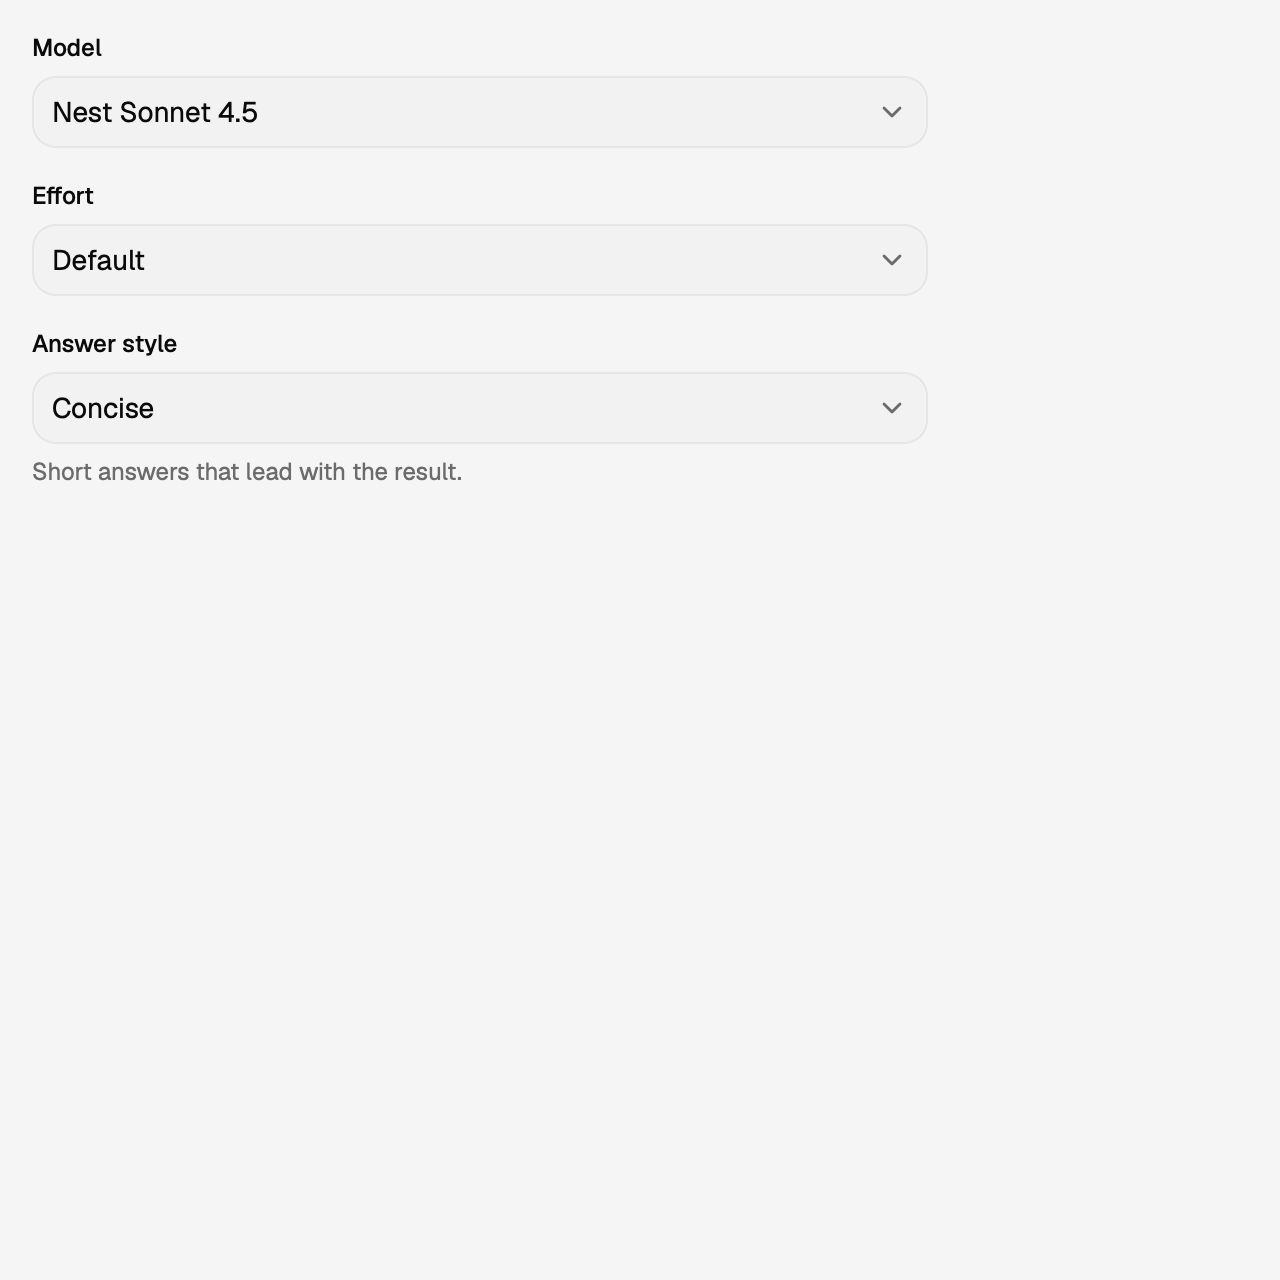 Model
Nest Sonnet 4.5
Effort
Default
Answer style
Concise
Short answers that lead with the result.